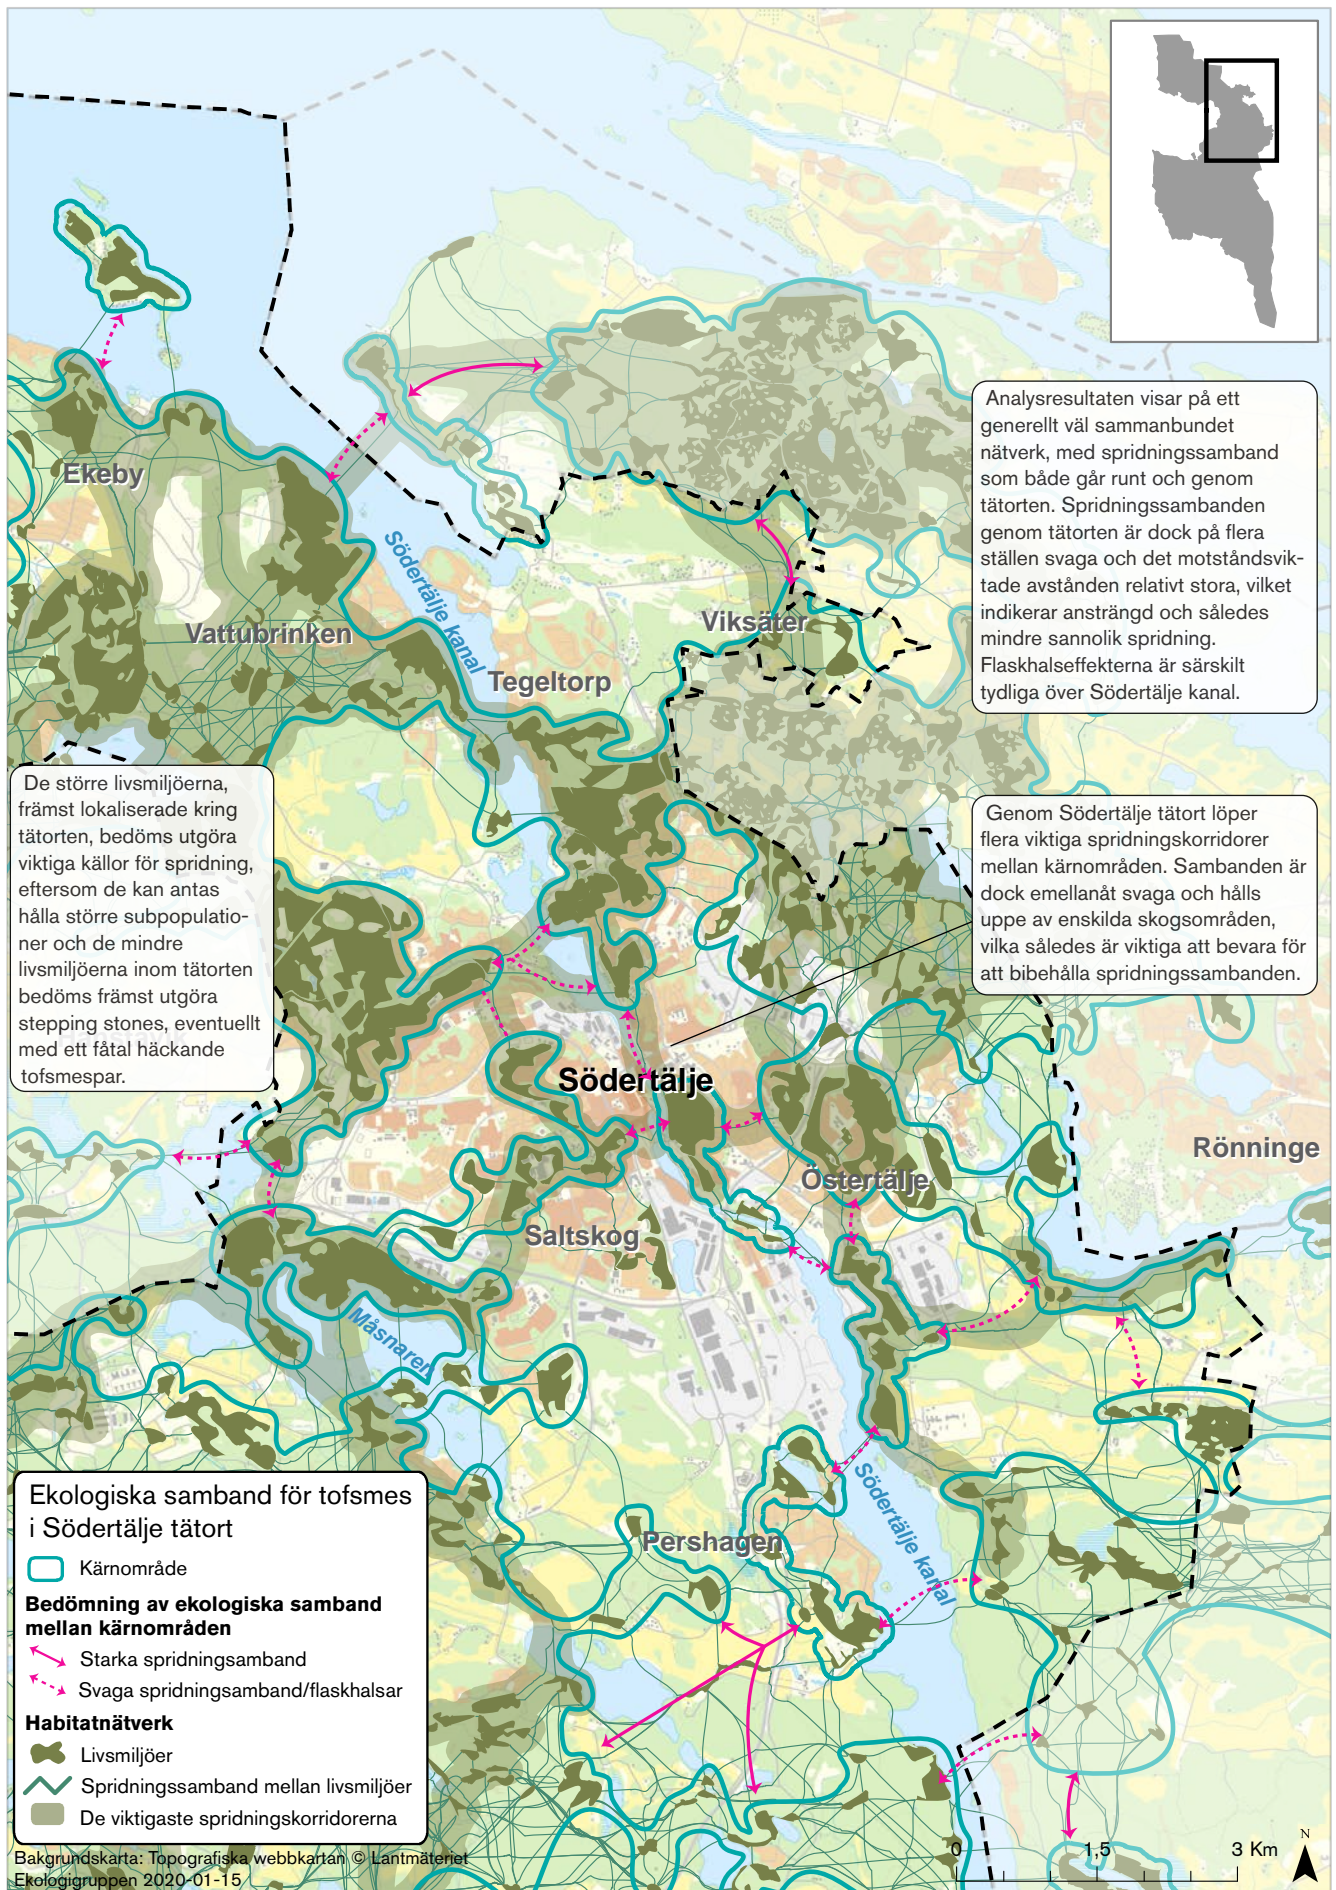 Analysresultaten visar på ett
generellt väl sammanbundet
nätverk, med spridningssamband
som både går runt och genom
tätorten. Spridningssambanden
genom tätorten är dock på flera
ställen svaga och det motståndsvik-
tade avstånden relativt stora, vilket
indikerar ansträngd och således
mindre sannolik spridning.
Flaskhalseffekterna är särskilt
tydliga över Södertälje kanal.
Ekeby
Södertälje kanal
Vattubrinken
Viksäter
Tegeltorp
De större livsmiljöerna,
främst lokaliserade kring
tätorten, bedöms utgöra
viktiga källor för spridning,
eftersom de kan antas
hålla större subpopulatio-
ner och de mindre
livsmiljöerna inom tätorten
bedöms främst utgöra
stepping stones, eventuellt
med ett fåtal häckande
tofsmespar.
Genom Södertälje tätort löper
flera viktiga spridningskorridorer
mellan kärnområden. Sambanden är
dock emellanåt svaga och hålls
uppe av enskilda skogsområden,
vilka således är viktiga att bevara för
att bibehålla spridningssambanden.
Södertälje
Rönninge
Östertälje
Saltskog
Måsnaren
Södertälje kanal
Pershagen
Ekologiska samband för tofsmes
i Södertälje tätort
Kärnområde
Bedömning av ekologiska samband
mellan kärnområden
Starka spridningsamband
Svaga spridningsamband/flaskhalsar
Habitatnätverk
Livsmiljöer
Spridningssamband mellan livsmiljöer
De viktigaste spridningskorridorerna
Bakgrundskarta: Topografiska webbkartan © Lantmäteriet
Ekologigruppen 2020-01-15
0 1,5 3 Km
N